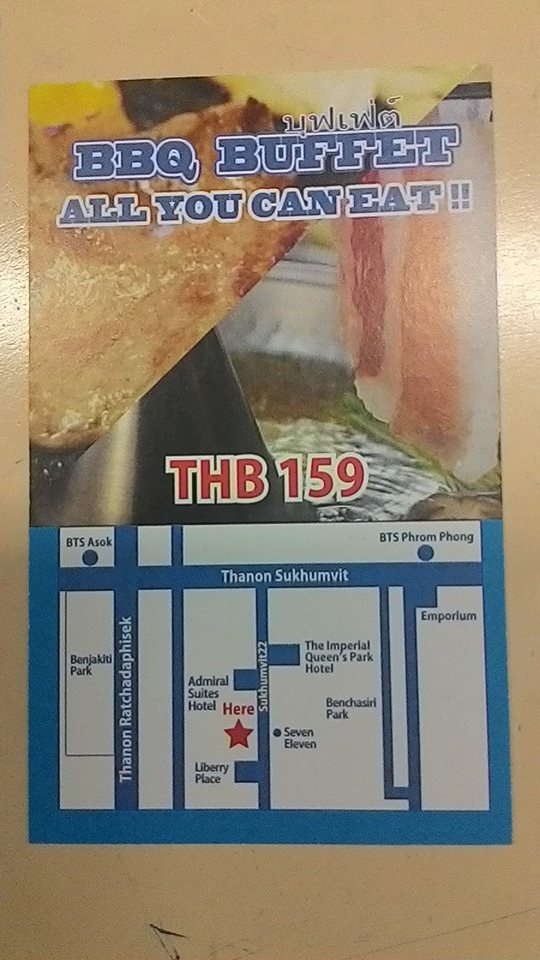 บุฟเฟ่ต์
BBQ BUFFET
ALL YOU CAN EAT !!
THB 159
BTS Asok
BTS Phrom Phong
Thanon Sukhumvit
Emporium
Thanon Ratchadaphisek
Benjakiti
Park
Sukhumvit22
The Imperial
Queen's Park
Hotel
Admiral
Suites
Hotel
Here
Benchasiri
Park
Seven
Eleven
Liberry
Place